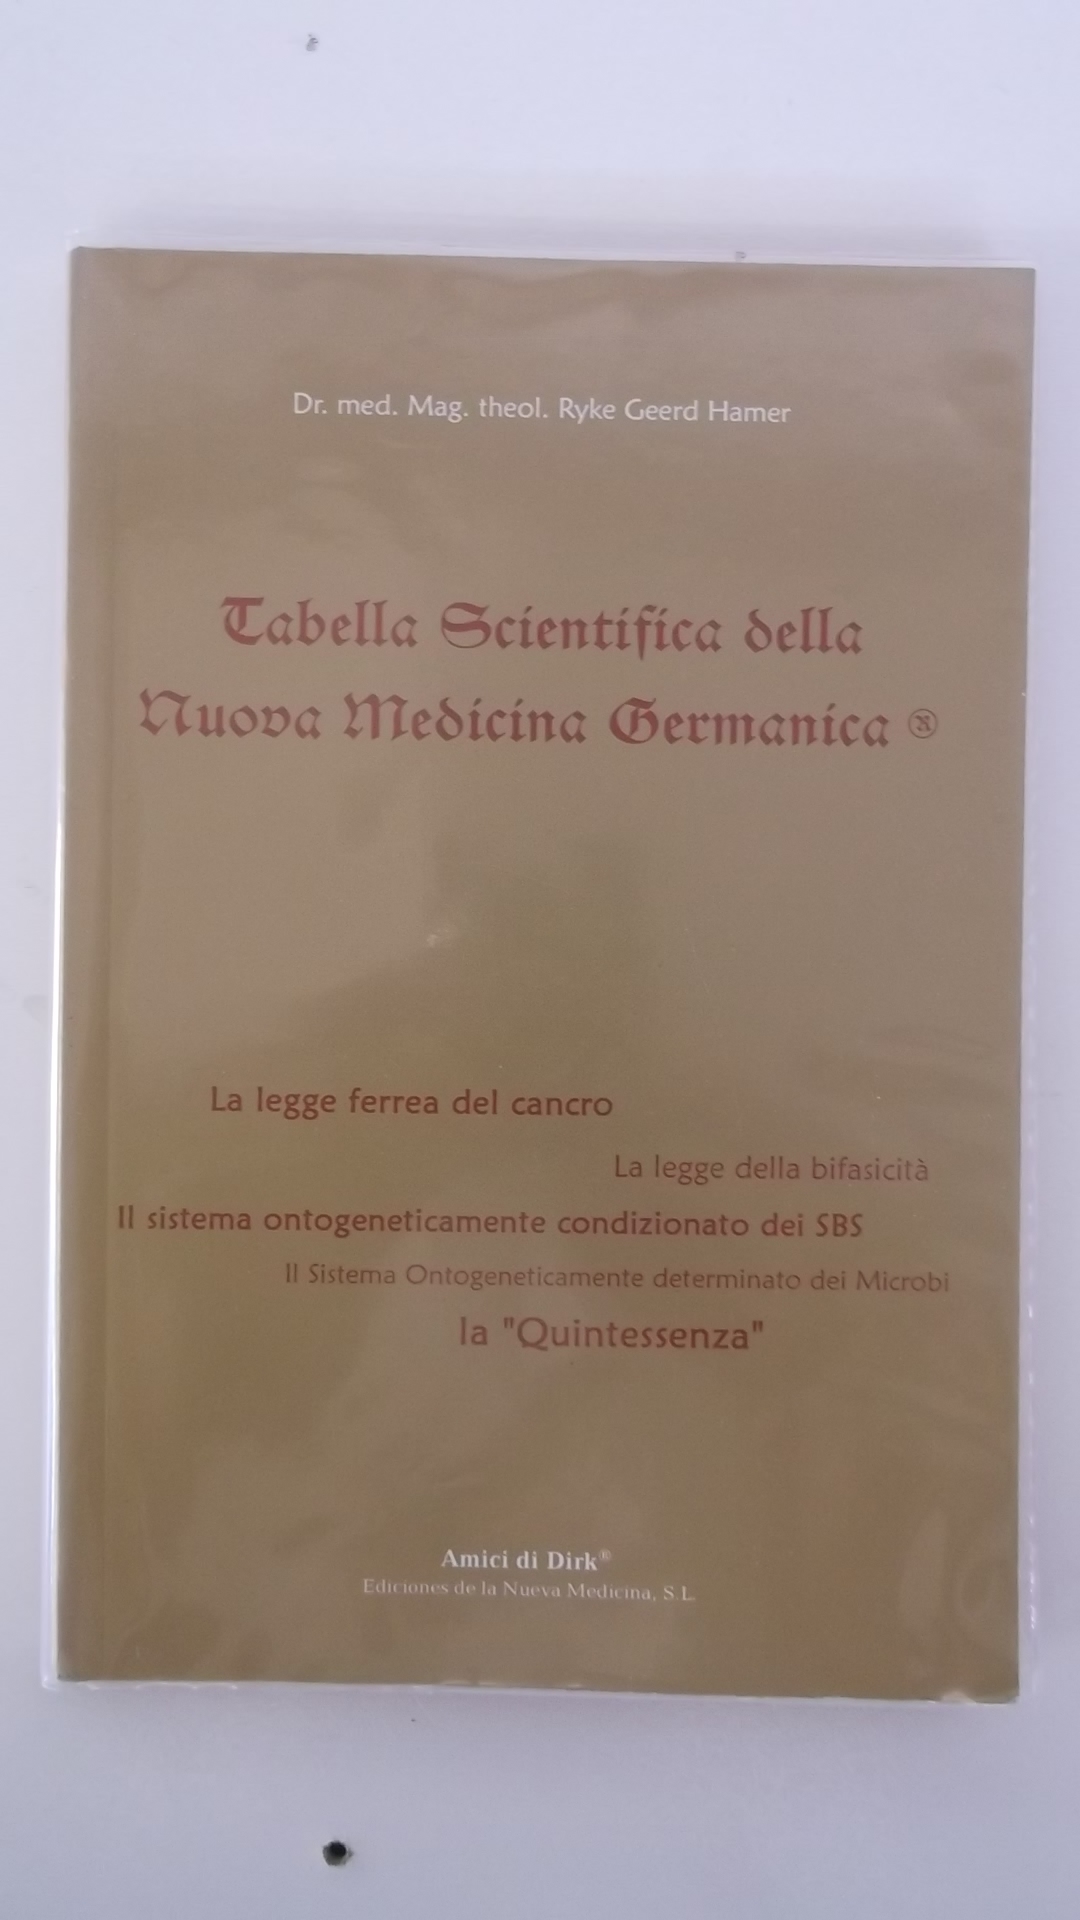 Dr. med. Mag. theol. Ryke Geerd Hamer
Tabella Scientifica della
Nuova Medicina Germanica ®
La legge ferrea del cancro
La legge della bifasicità
Il sistema ontogeneticamente condizionato dei SBS
Il Sistema Ontogeneticamente determinato dei Microbi
la "Quintessenza"
Amici di Dirk®
Ediciones de la Nueva Medicina, S.L.